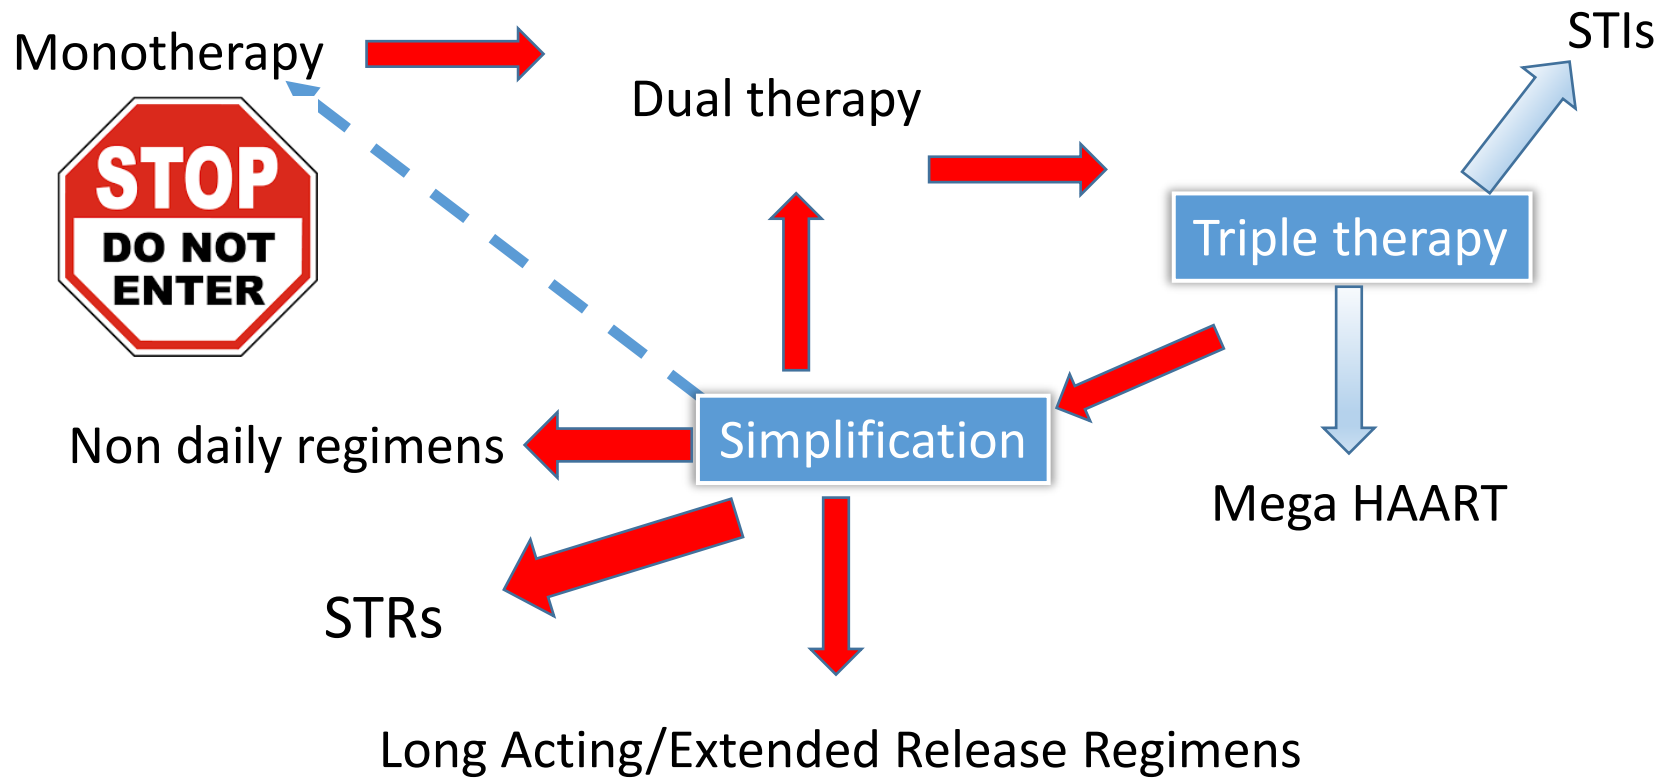 Monotherapy
STIs
Dual therapy
STOP
DO NOT
ENTER
Triple therapy
Simplification
Non daily regimens
Mega HAART
STRs
Long Acting/Extended Release Regimens